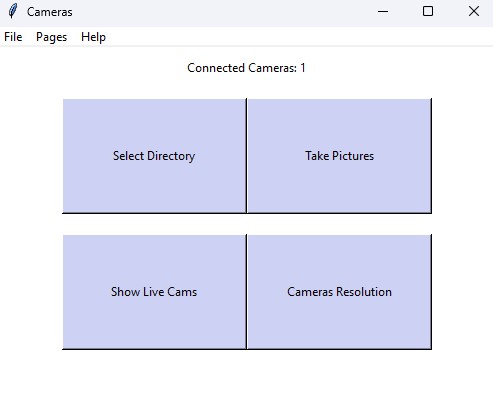 Cameras
File Pages Help
Connected Cameras: 1
Select Directory
Take Pictures
Show Live Cams
Cameras Resolution